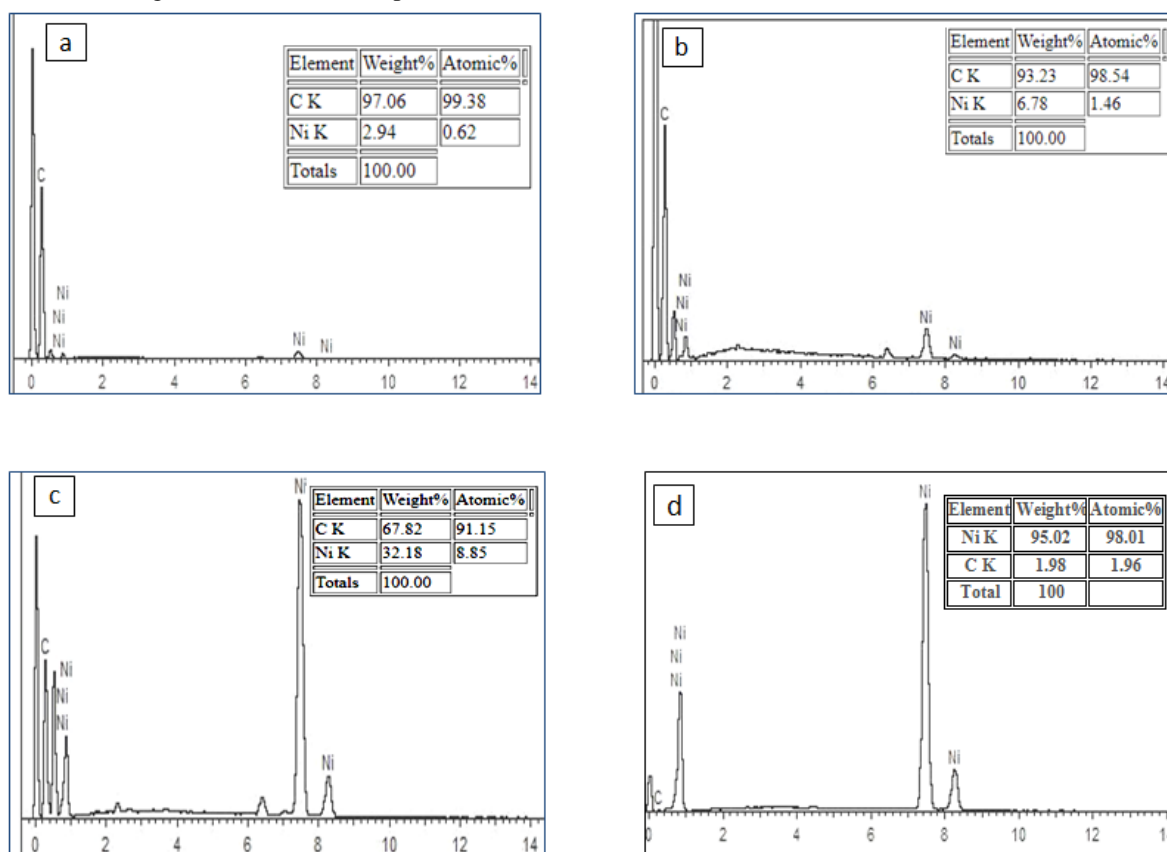 a
Element Weight% Atomic%
C K 97.06 99.38
Ni K 2.94 0.62
Totals 100.00
C
Ni
Ni
Ni
Ni
Ni
0 2 4 6 8 10 12 14
b
Element Weight% Atomic%
C K 93.23 98.54
Ni K 6.78 1.46
Totals 100.00
C
Ni
Ni
Ni
Ni
Ni
0 2 4 6 8 10 12 14
c
Element Weight% Atomic%
C K 67.82 91.15
Ni K 32.18 8.85
Totals 100.00
Ni
C
Ni
Ni
Ni
Ni
0 2 4 6 8 10 12 14
d
Element Weight% Atomic%
Ni K 95.02 98.01
C K 1.98 1.96
Total 100
Ni
Ni
Ni
Ni
Ni
C
0 2 4 6 8 10 12 14